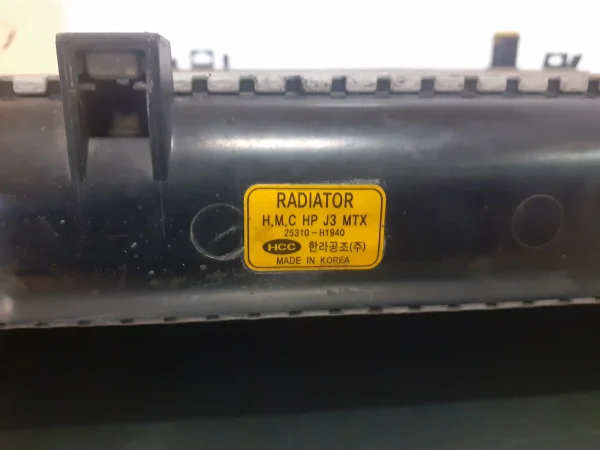 RADIATOR
H,M,C HP J3 MTX
25310-H1940
HCC 한라공조(주)
MADE IN KOREA